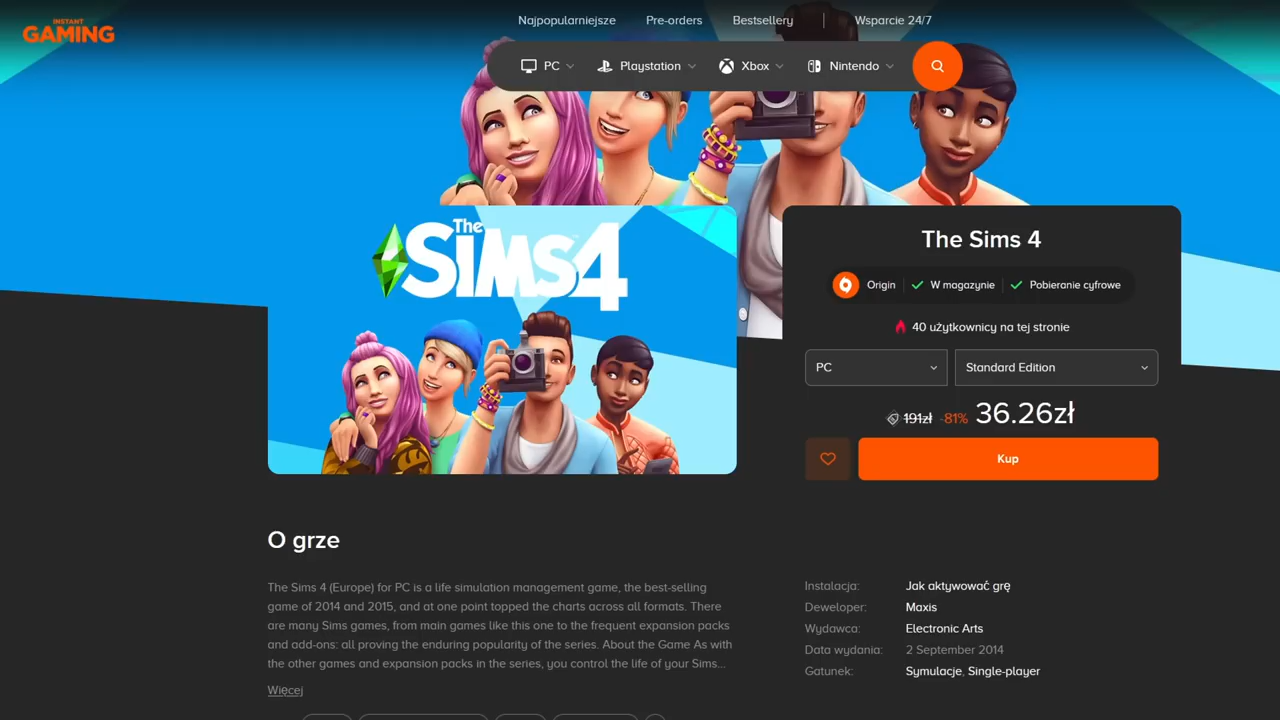 INSTANT
GAMING
Najpopularniejsze Pre-orders Bestsellery Wsparcie 24/7
PC Playstation Xbox Nintendo
The
SIMS 4
The Sims 4
Origin W magazynie Pobieranie cyfrowe
40 użytkownicy na tej stronie
PC Standard Edition
191zł -81% 36.26zł
Kup
O grze
The Sims 4 (Europe) for PC is a life simulation management game, the best-selling
game of 2014 and 2015, and at one point topped the charts across all formats. There
are many Sims games, from main games like this one to the frequent expansion packs
and add-ons: all proving the enduring popularity of the series. About the Game As with
the other games and expansion packs in the series, you control the life of your Sims...
Więcej
Instalacja: Jak aktywować grę
Deweloper: Maxis
Wydawca: Electronic Arts
Data wydania: 2 September 2014
Gatunek: Symulacje, Single-player